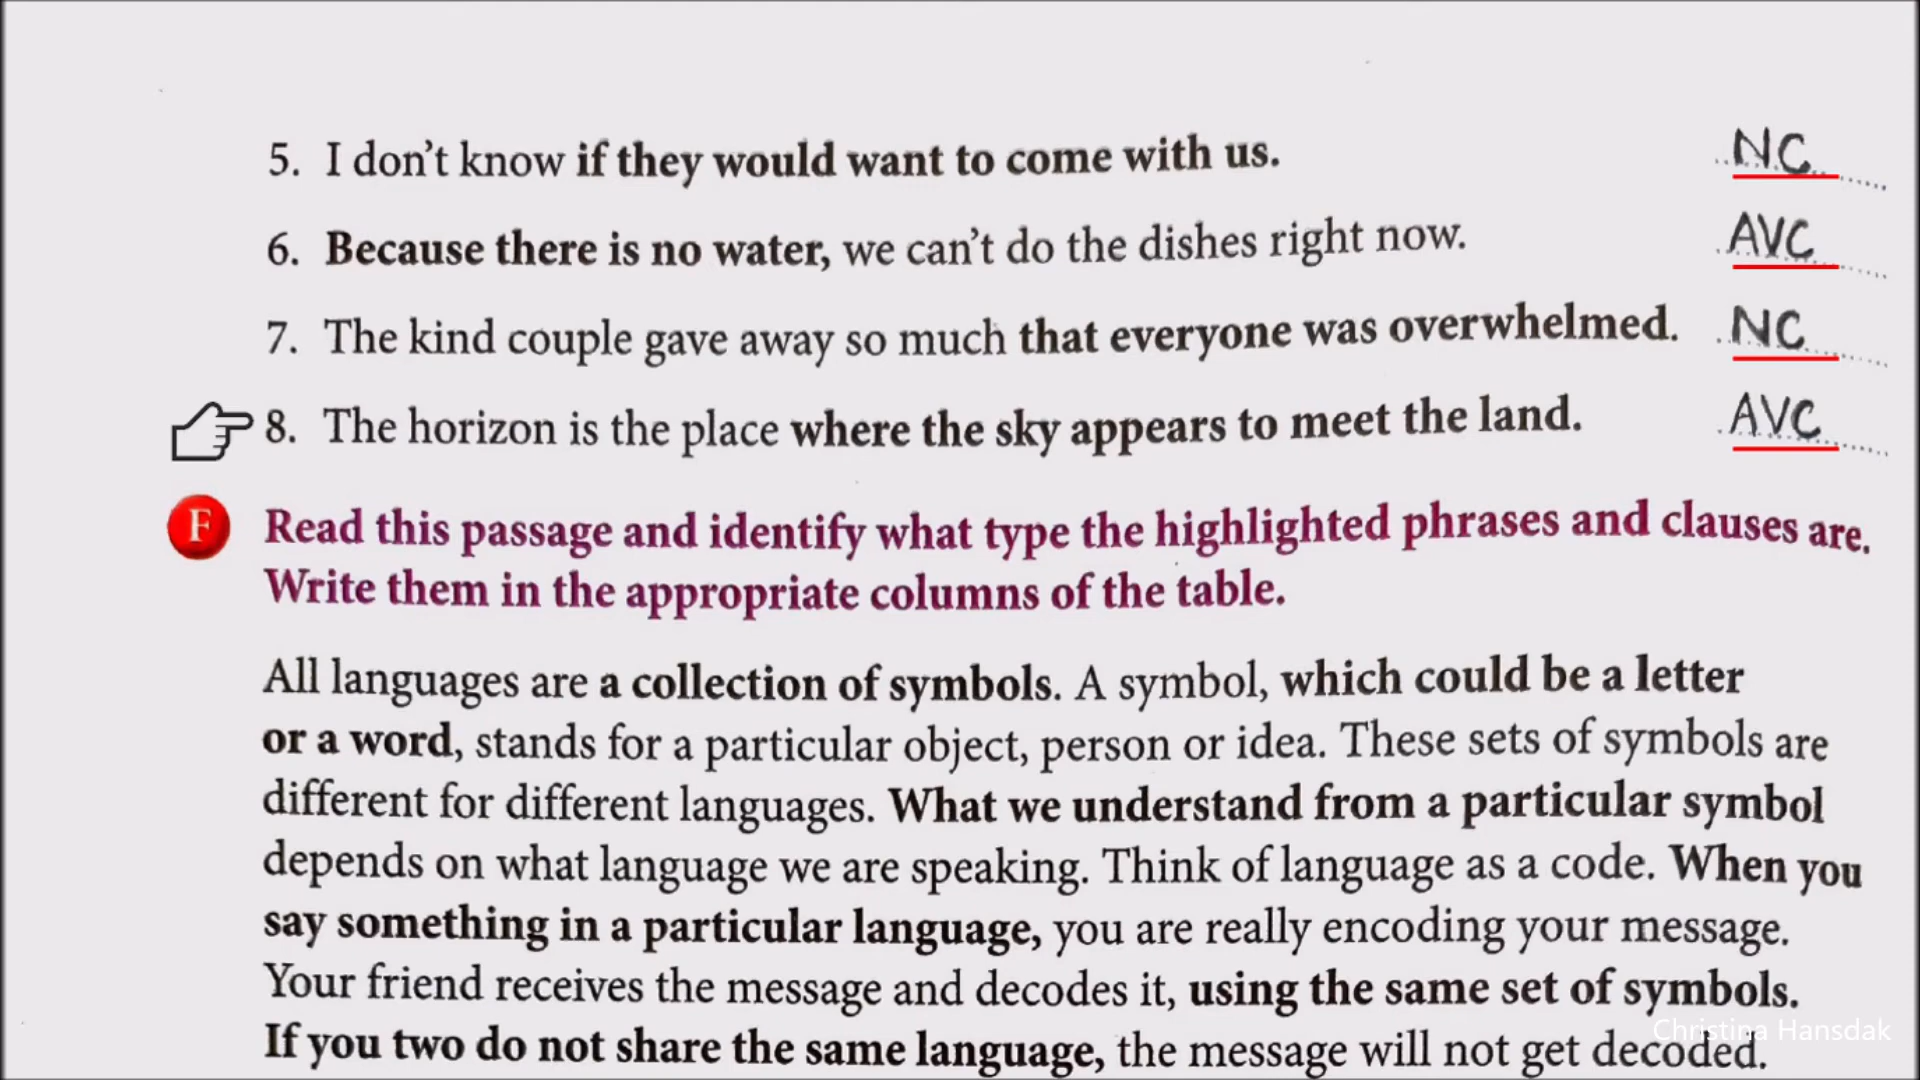 5. I don't know if they would want to come with us. NC
6. Because there is no water, we can't do the dishes right now. AVC
7. The kind couple gave away so much that everyone was overwhelmed. NC
8. The horizon is the place where the sky appears to meet the land. AVC
F Read this passage and identify what type the highlighted phrases and clauses are.
Write them in the appropriate columns of the table.
All languages are a collection of symbols. A symbol, which could be a letter
or a word, stands for a particular object, person or idea. These sets of symbols are
different for different languages. What we understand from a particular symbol
depends on what language we are speaking. Think of language as a code. When you
say something in a particular language, you are really encoding your message.
Your friend receives the message and decodes it, using the same set of symbols.
If you two do not share the same language, the message will not get decoded.
Christina Hansdak